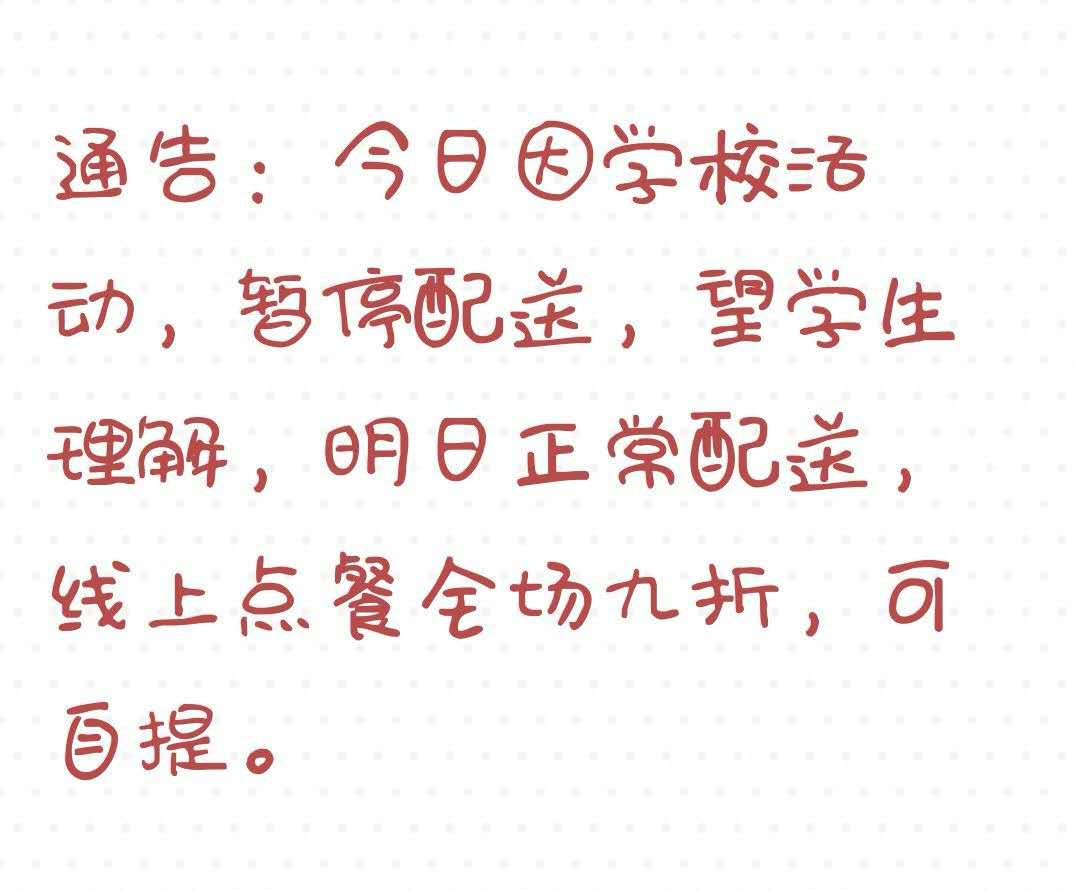 通告：今日因学校活
动，暂停配送，望学生
理解，明日正常配送，
线上点餐全场九折，可
自提。